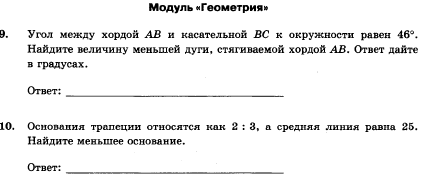 Модуль «Геометрия»
9. Угол между хордой AB и касательной BC к окружности равен 46°.
Найдите величину меньшей дуги, стягиваемой хордой AB. Ответ дайте
в градусах.
Ответ:
10. Основания трапеции относятся как 2 : 3, а средняя линия равна 25.
Найдите меньшее основание.
Ответ: